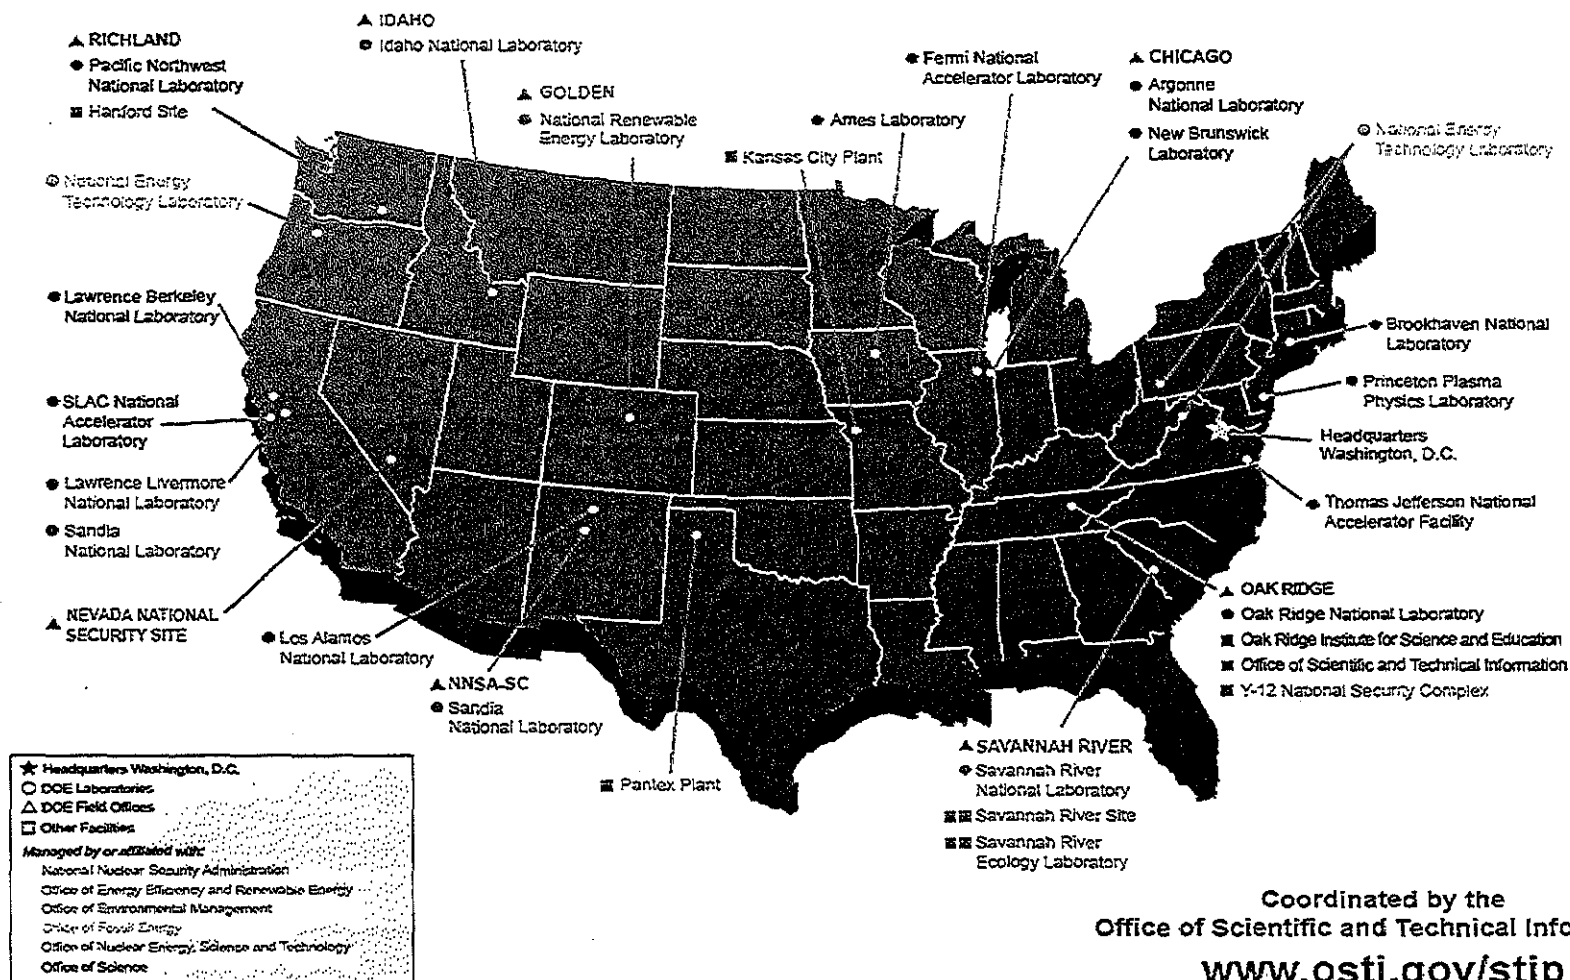 RICHLAND
Pacific Northwest
National Laboratory
Hanford Site
National Energy
Technology Laboratory
IDAHO
Idaho National Laboratory
GOLDEN
National Renewable
Energy Laboratory
Kansas City Plant
Ames Laboratory
Fermi National
Accelerator Laboratory
CHICAGO
Argonne
National Laboratory
New Brunswick
Laboratory
National Energy
Technology Laboratory
Lawrence Berkeley
National Laboratory
SLAC National
Accelerator
Laboratory
Lawrence Livermore
National Laboratory
Sandia
National Laboratory
NEVADA NATIONAL
SECURITY SITE
Los Alamos
National Laboratory
NNSA-SC
Sandia
National Laboratory
Pantex Plant
Brookhaven National
Laboratory
Princeton Plasma
Physics Laboratory
Headquarters
Washington, D.C.
Thomas Jefferson National
Accelerator Facility
OAK RIDGE
Oak Ridge National Laboratory
Oak Ridge Institute for Science and Education
Office of Scientific and Technical Information
Y-12 National Security Complex
SAVANNAH RIVER
Savannah River
National Laboratory
Savannah River Site
Savannah River
Ecology Laboratory
Headquarters Washington, D.C.
DOE Laboratories
DOE Field Offices
Other Facilities
Managed by or affiliated with:
National Nuclear Security Administration
Office of Energy Efficiency and Renewable Energy
Office of Environmental Management
Office of Fossil Energy
Office of Nuclear Energy, Science and Technology
Office of Science
Coordinated by the
Office of Scientific and Technical Info
www.osti.gov/stip